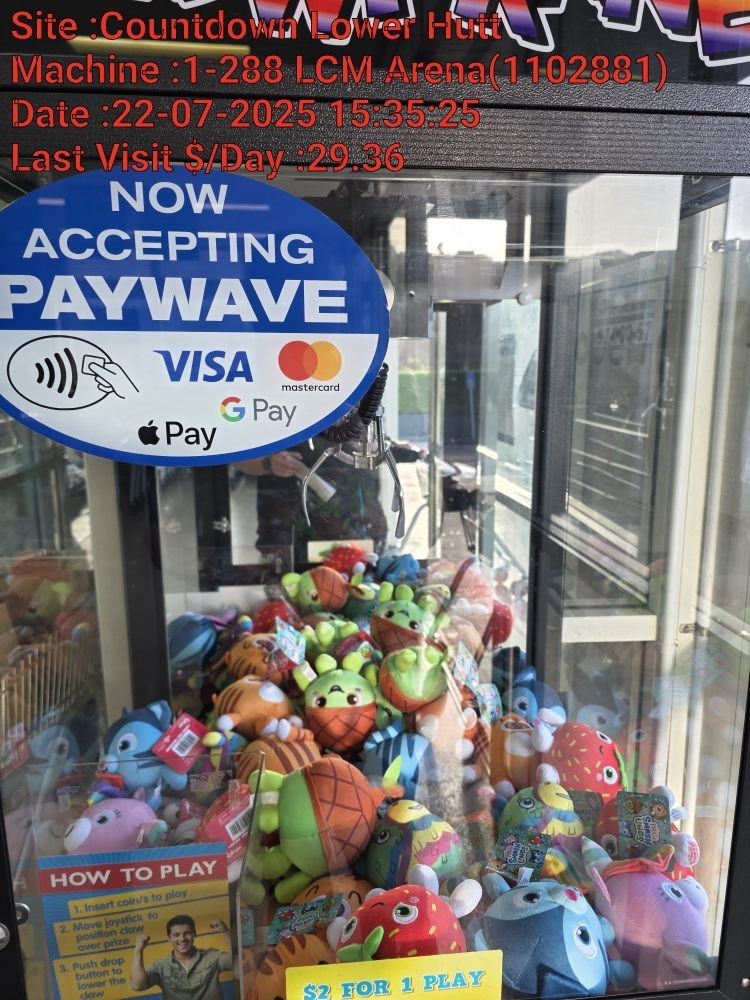 Site :Countdown Lower Hutt
Machine :1-288 LCM Arena(1102881)
Date :22-07-2025 15:35:25
Last Visit $/Day :29.36
NOW
ACCEPTING
PAYWAVE
VISA
mastercard
G Pay
Pay
HOW TO PLAY
1. Insert coin/s to play
2. Move joystick to
position claw
over prize
3. Push drop
button to
lower the
claw
$2 FOR 1 PLAY